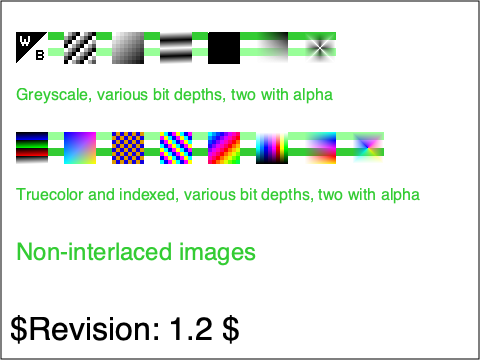 W
B
Greyscale, various bit depths, two with alpha
Truecolor and indexed, various bit depths, two with alpha
Non-interlaced images
$Revision: 1.2 $